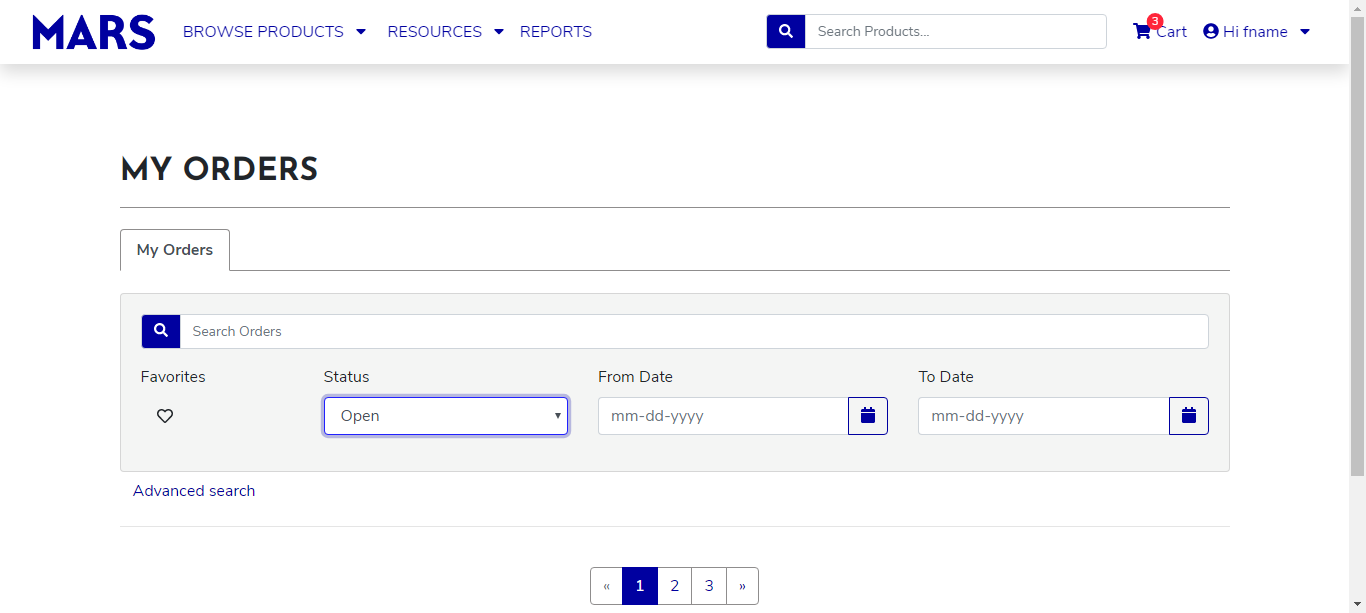 MARS BROWSE PRODUCTS RESOURCES REPORTS Search Products... 3 Cart Hi fname
MY ORDERS
My Orders
Search Orders
Favorites Status From Date To Date
Open mm-dd-yyyy mm-dd-yyyy
Advanced search
« 1 2 3 »